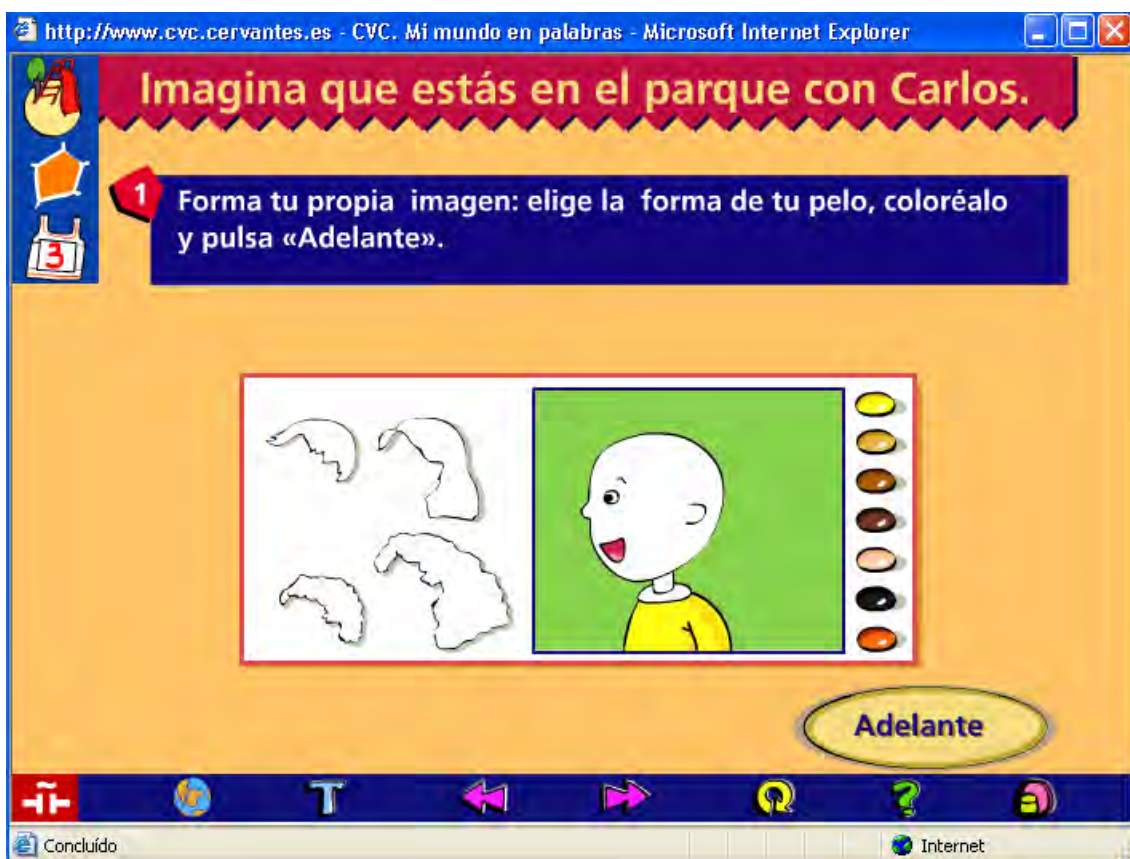 http://www.cvc.cervantes.es - CVC. Mi mundo en palabras - Microsoft Internet Explorer
Imagina que estás en el parque con Carlos.
1
Forma tu propia imagen: elige la forma de tu pelo, coloréalo
y pulsa «Adelante».
3
Adelante
T
?
Concluído
Internet